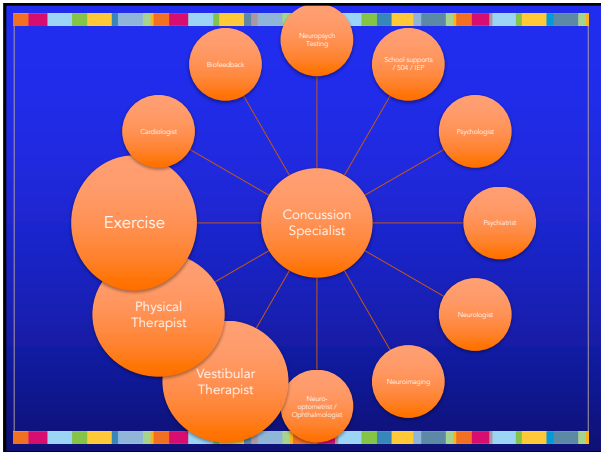 Neuropsych
Testing
School supports
/ 504 / IEP
Psychologist
Psychiatrist
Neurologist
Neuroimaging
Neuro-
optometrist /
Ophthalmologist
Vestibular
Therapist
Physical
Therapist
Exercise
Cardiologist
Biofeedback
Concussion
Specialist